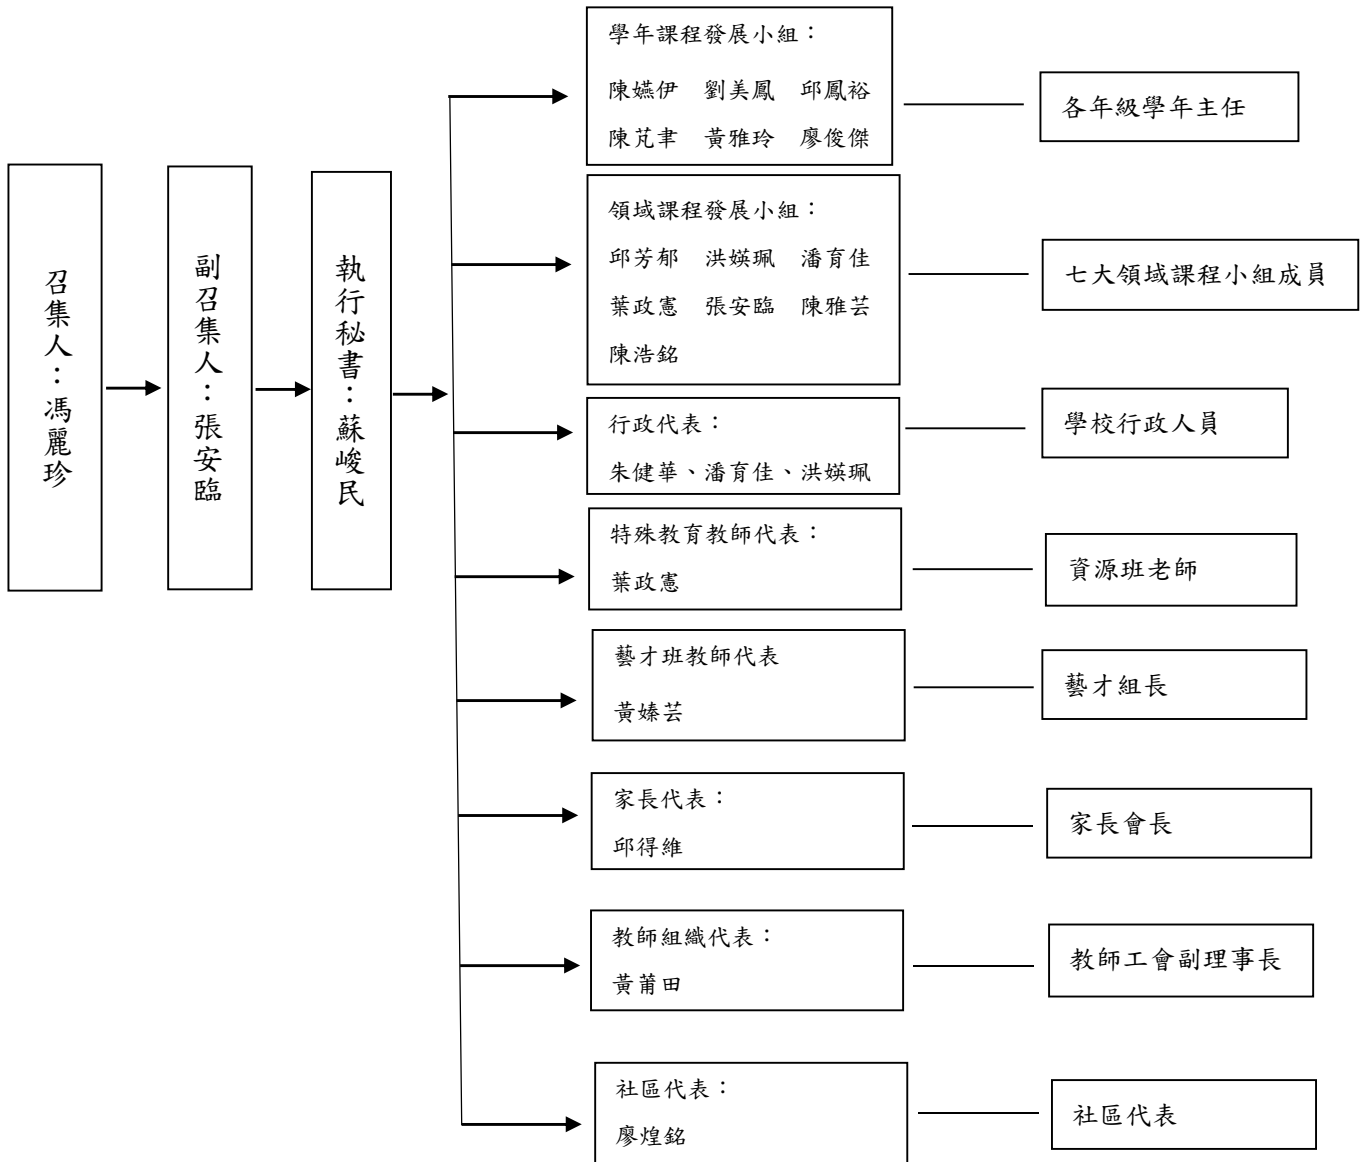 召集人：馮麗珍
副召集人：張安臨
執行秘書：蘇峻民
學年課程發展小組：
陳嬿伊 劉美鳳 邱鳳裕
陳芃聿 黃雅玲 廖俊傑
各年級學年主任
領域課程發展小組：
邱芳郁 洪媖珮 潘育佳
葉政憲 張安臨 陳雅芸
陳浩銘
七大領域課程小組成員
行政代表：
朱健華、潘育佳、洪媖珮
學校行政人員
特殊教育教師代表：
葉政憲
資源班老師
藝才班教師代表
黃嫀芸
藝才組長
家長代表：
邱得維
家長會長
教師組織代表：
黃莆田
教師工會副理事長
社區代表：
廖煌銘
社區代表